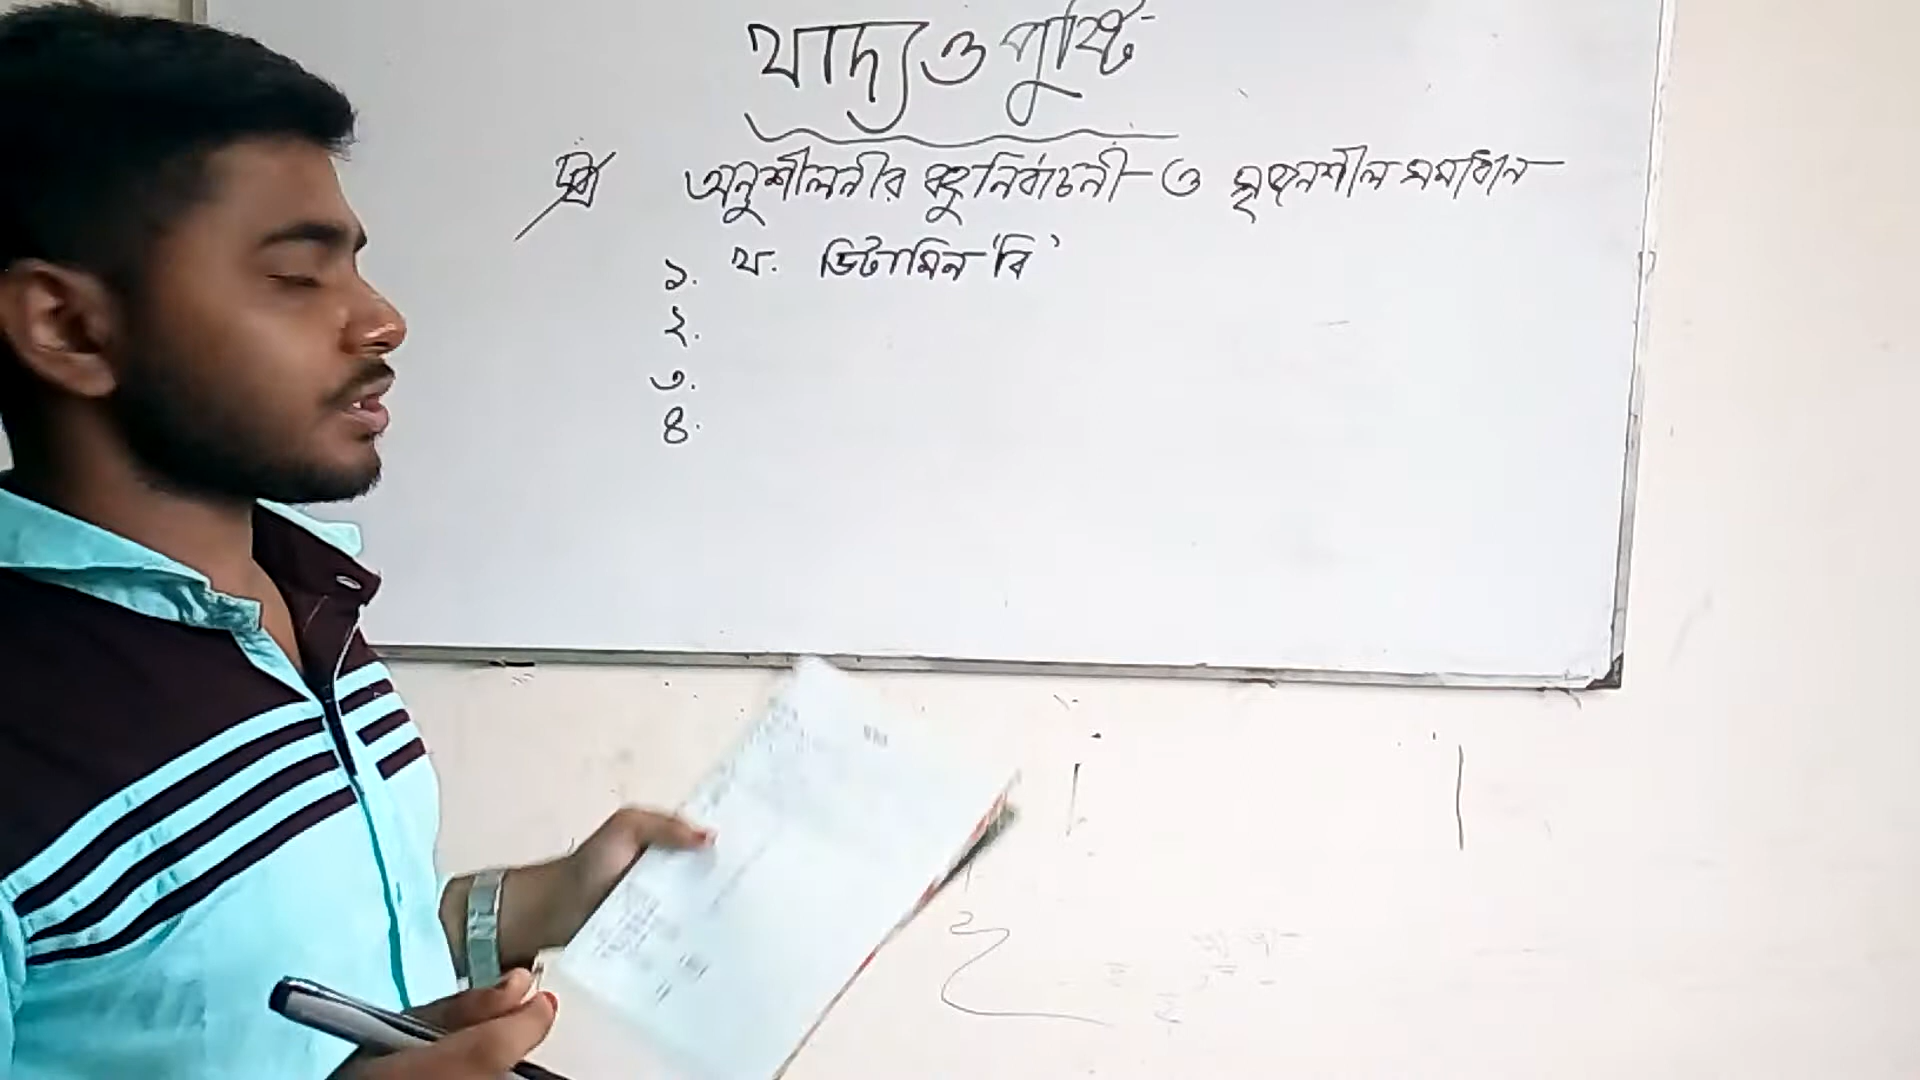 খাদ্য ও পুষ্টি
অনুশীলনীর বহুনির্বাচনী ও সৃজনশীল সমাধান
১. খ. ভিটামিন 'বি'
২.
৩.
৪.